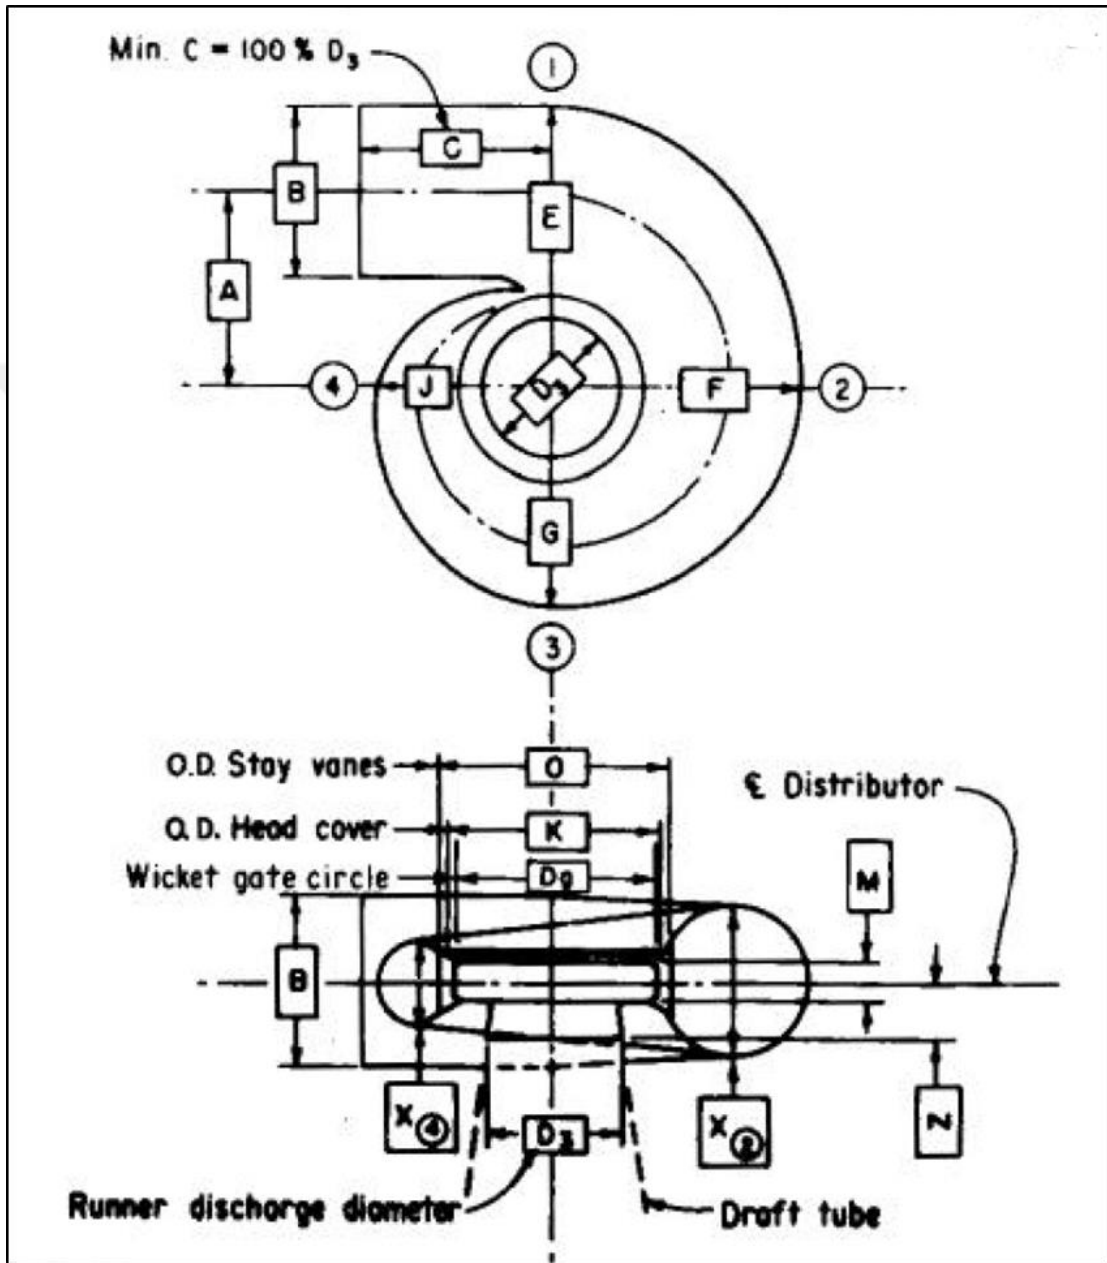 Min. C = 100 % D3
1
C
B
E
A
4
J
D3
F
2
G
3
O.D. Stay vanes
O
℄ Distributor
O.D. Head cover
K
Wicket gate circle
Dg
M
B
X4
X2
N
D3
Runner discharge diameter
Draft tube